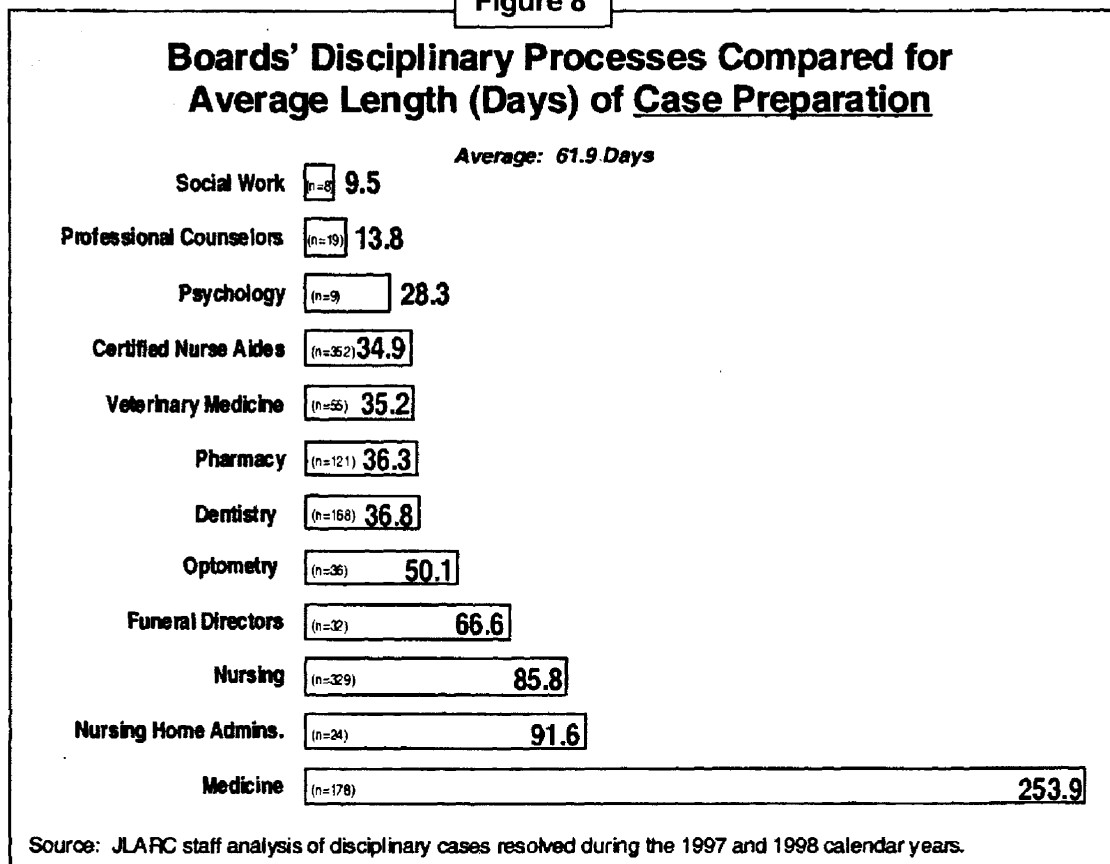 Figure 8
Boards' Disciplinary Processes Compared for
Average Length (Days) of Case Preparation
Average: 61.9 Days
Social Work (n=8) 9.5
Professional Counselors (n=19) 13.8
Psychology (n=9) 28.3
Certified Nurse Aides (n=352) 34.9
Veterinary Medicine (n=55) 35.2
Pharmacy (n=121) 36.3
Dentistry (n=168) 36.8
Optometry (n=36) 50.1
Funeral Directors (n=32) 66.6
Nursing (n=329) 85.8
Nursing Home Admins. (n=24) 91.6
Medicine (n=178) 253.9
Source: JLARC staff analysis of disciplinary cases resolved during the 1997 and 1998 calendar years.